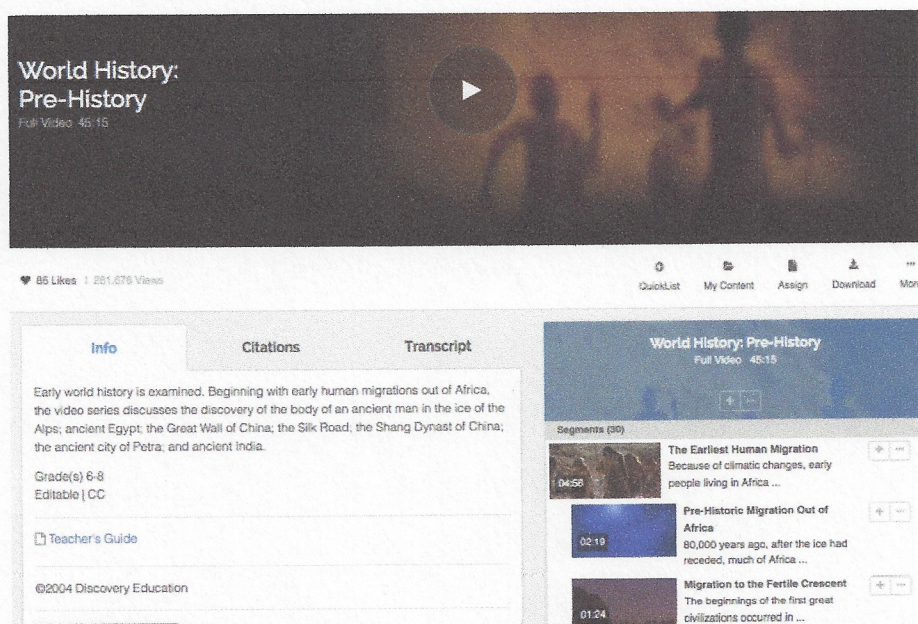 World History:
Pre-History
Full Video 45:15
86 Likes 261,676 Views
QuickList My Content Assign Download More
Info Citations Transcript
Early world history is examined. Beginning with early human migrations out of Africa,
the video series discusses the discovery of the body of an ancient man in the ice of the
Alps; ancient Egypt; the Great Wall of China; the Silk Road; the Shang Dynast of China;
the ancient city of Petra; and ancient India.
Grade(s) 6-8
Editable | CC
Teacher's Guide
©2004 Discovery Education
World History: Pre-History
Full Video 45:15
Segments (30)
04:56
The Earliest Human Migration
Because of climatic changes, early
people living in Africa ...
02:19
Pre-Historic Migration Out of
Africa
80,000 years ago, after the ice had
receded, much of Africa ...
01:24
Migration to the Fertile Crescent
The beginnings of the first great
civilizations occurred in ...